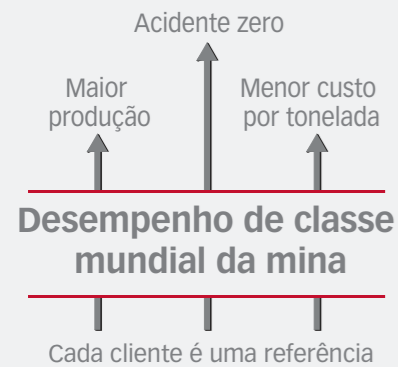 Acidente zero
Maior
produção
Menor custo
por tonelada
Desempenho de classe
mundial da mina
Cada cliente é uma referência